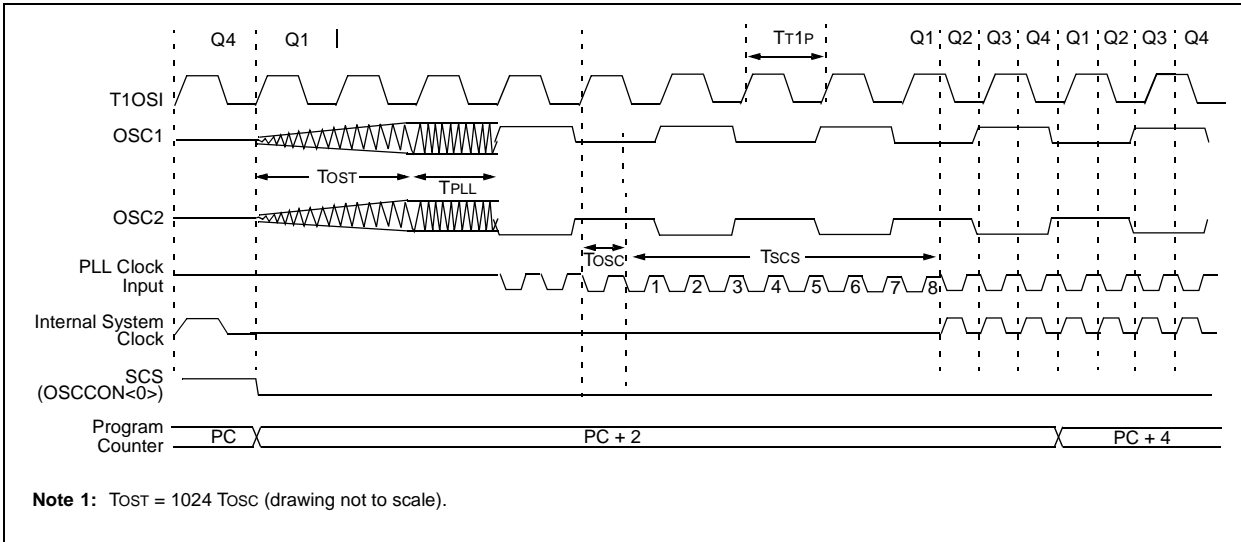 Q4 Q1 TT1P Q1 Q2 Q3 Q4 Q1 Q2 Q3 Q4
T1OSI
OSC1
TOST TPLL
OSC2
TOSC TSCS
PLL Clock
Input
1 2 3 4 5 6 7 8
Internal System
Clock
SCS
(OSCCON<0>)
Program
Counter
PC PC + 2 PC + 4
Note 1: TOST = 1024 TOSC (drawing not to scale).